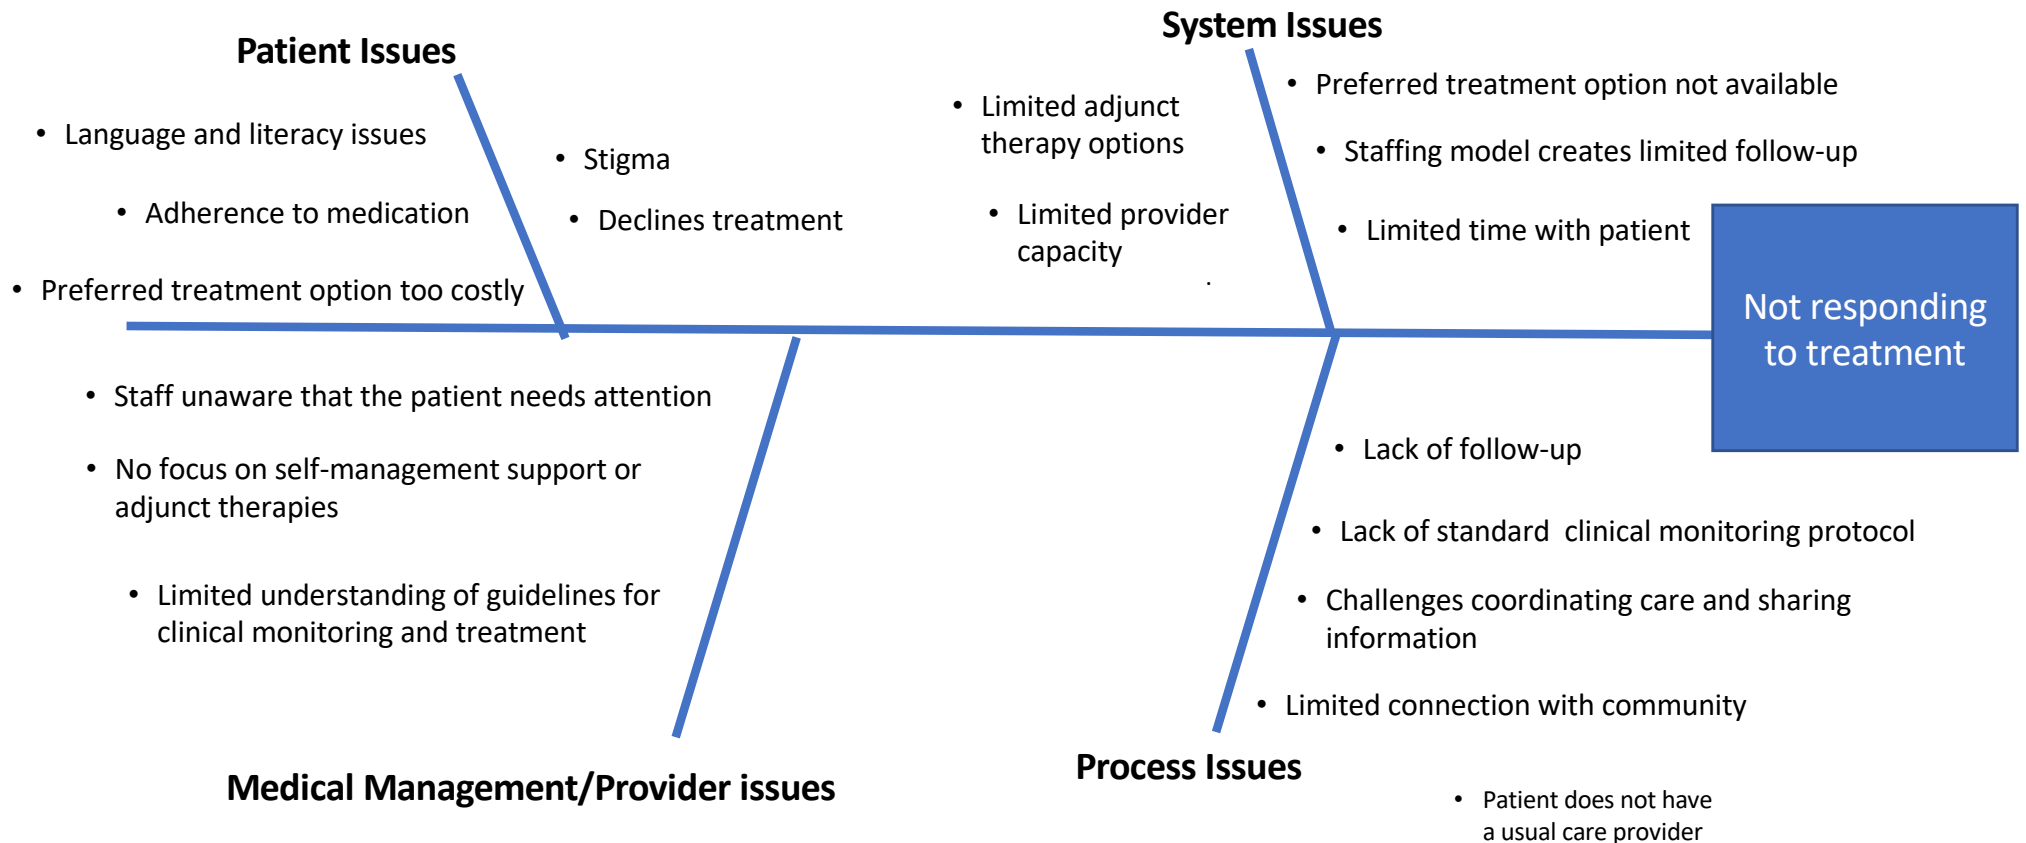 Patient Issues
• Language and literacy issues
• Adherence to medication
• Preferred treatment option too costly
• Stigma
• Declines treatment
System Issues
• Limited adjunct
therapy options
• Limited provider
capacity
.
• Preferred treatment option not available
• Staffing model creates limited follow-up
• Limited time with patient
Not responding
to treatment
• Staff unaware that the patient needs attention
• No focus on self-management support or
adjunct therapies
• Limited understanding of guidelines for
clinical monitoring and treatment
Medical Management/Provider issues
• Lack of follow-up
• Lack of standard  clinical monitoring protocol
• Challenges coordinating care and sharing
information
• Limited connection with community
Process Issues
• Patient does not have
a usual care provider